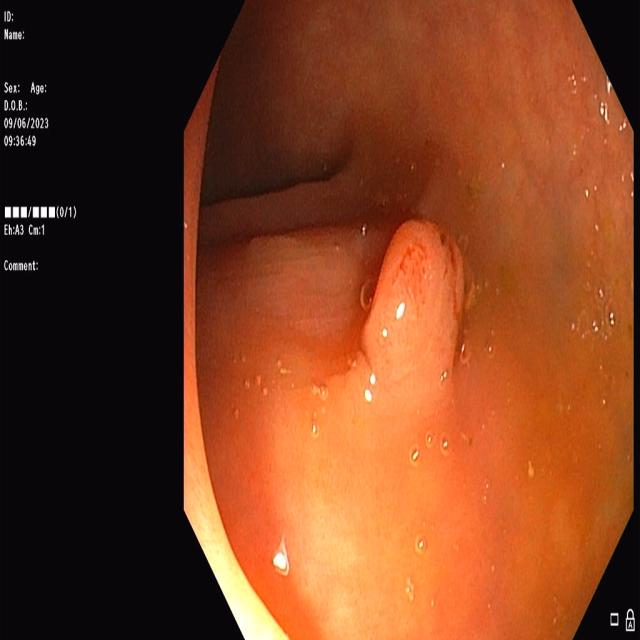 ID:
Name:
Sex: Age:
D.O.B.:
09/06/2023
09:36:49
■■■/■■■(0/1)
Eh:A3 Cm:1
Comment:
A